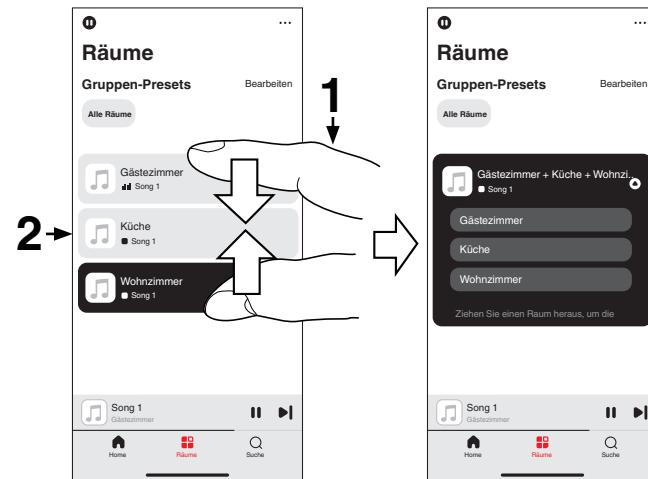 Räume
Gruppen-Presets Bearbeiten
Alle Räume
1
Gästezimmer
Song 1
2
Küche
Song 1
Wohnzimmer
Song 1
Song 1
Gästezimmer
Home Räume Suche
Räume
Gruppen-Presets Bearbeiten
Alle Räume
Gästezimmer + Küche + Wohnzi..
Song 1
Gästezimmer
Küche
Wohnzimmer
Ziehen Sie einen Raum heraus, um die
Song 1
Gästezimmer
Home Räume Suche